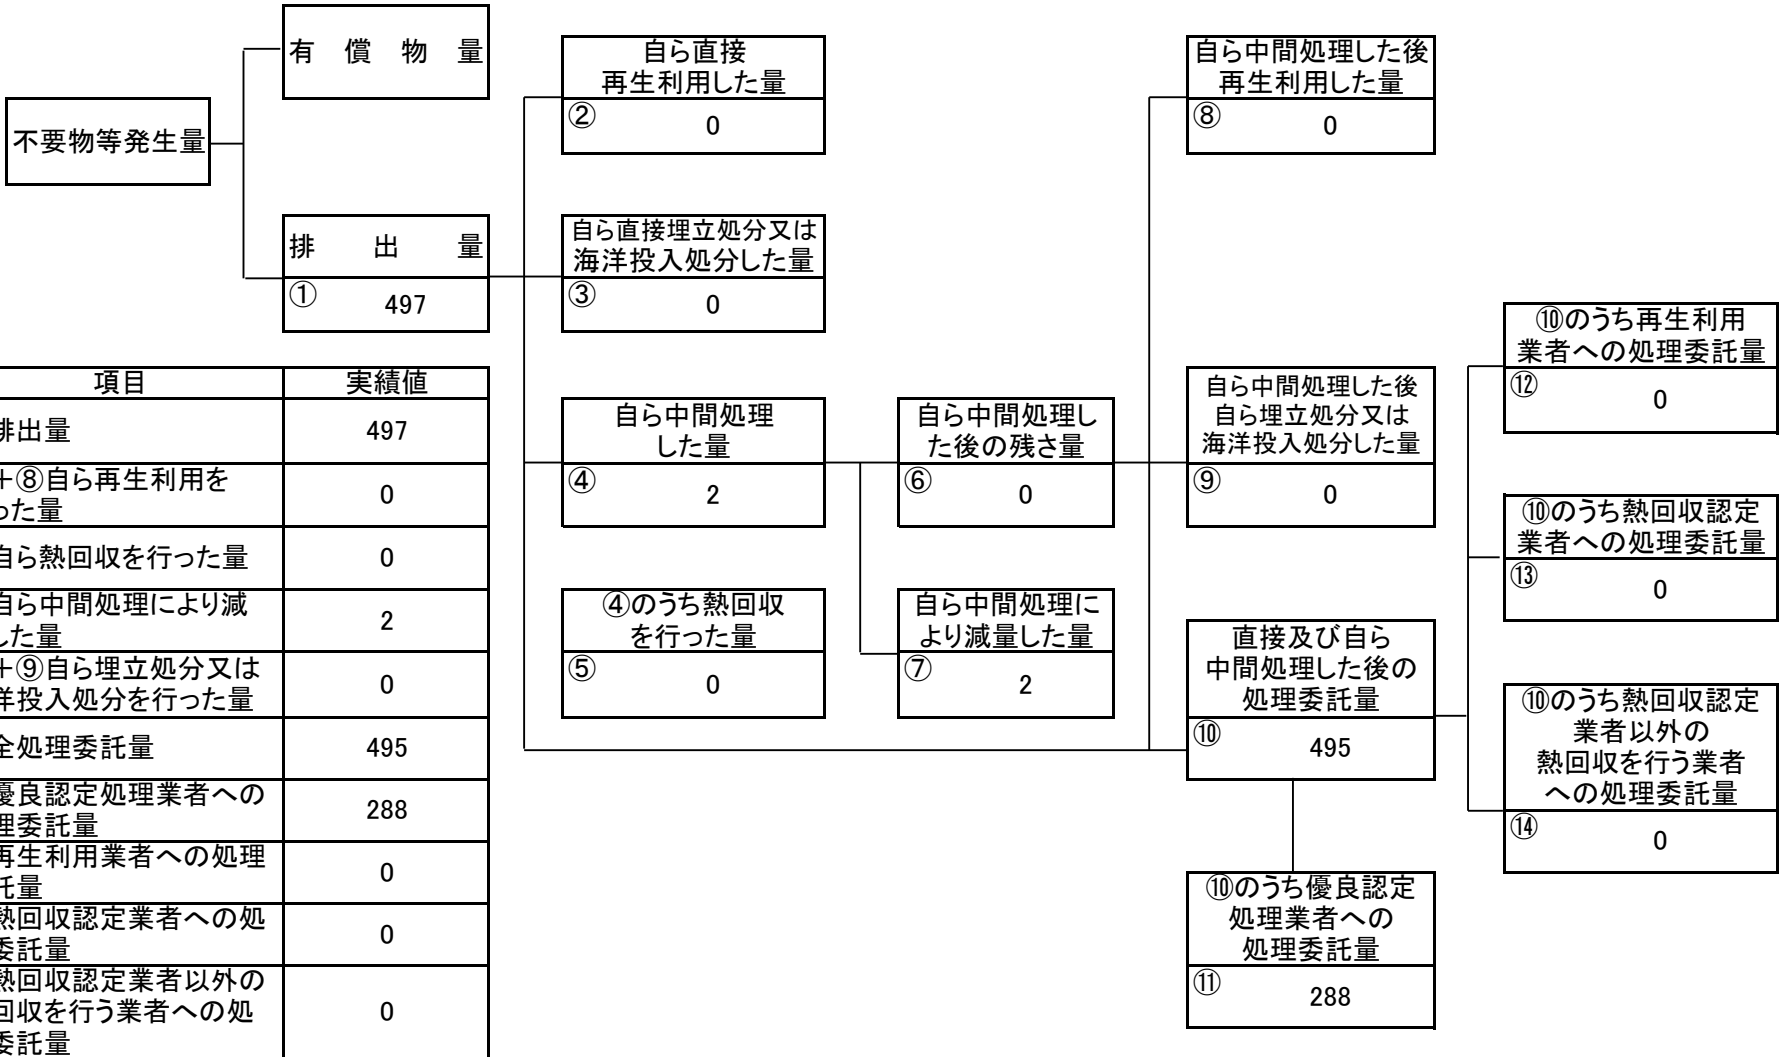 有償物量
不要物等発生量
排出量
①
497
自ら直接
再生利用した量
②
0
自ら直接埋立処分又は
海洋投入処分した量
③
0
自ら中間処理
した量
④
2
④のうち熱回収
を行った量
⑤
0
自ら中間処理し
た後の残さ量
⑥
0
自ら中間処理に
より減量した量
⑦
2
自ら中間処理した後
再生利用した量
⑧
0
自ら中間処理した後
自ら埋立処分又は
海洋投入処分した量
⑨
0
直接及び自ら
中間処理した後の
処理委託量
⑩
495
⑩のうち優良認定
処理業者への
処理委託量
⑪
288
⑩のうち再生利用
業者への処理委託量
⑫
0
⑩のうち熱回収認定
業者への処理委託量
⑬
0
⑩のうち熱回収認定
業者以外の
熱回収を行う業者
への処理委託量
⑭
0
項目 実績値
排出量 497
+⑧自ら再生利用を
った量
0
自ら熱回収を行った量 0
自ら中間処理により減
した量
2
+⑨自ら埋立処分又は
洋投入処分を行った量
0
全処理委託量 495
優良認定処理業者への
理委託量
288
再生利用業者への処理
託量
0
熱回収認定業者への処
委託量
0
熱回収認定業者以外の
回収を行う業者への処
委託量
0